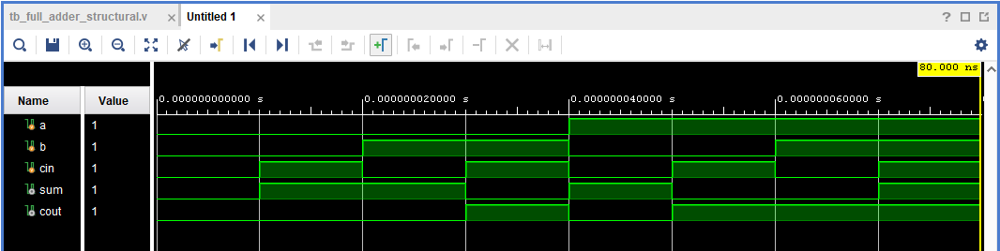 tb_full_adder_structural.v × Untitled 1 × ?
80.000 ns
Name Value 0.000000000000 s 0.000000020000 s 0.000000040000 s 0.000000060000 s
a 1
b 1
cin 1
sum 1
cout 1